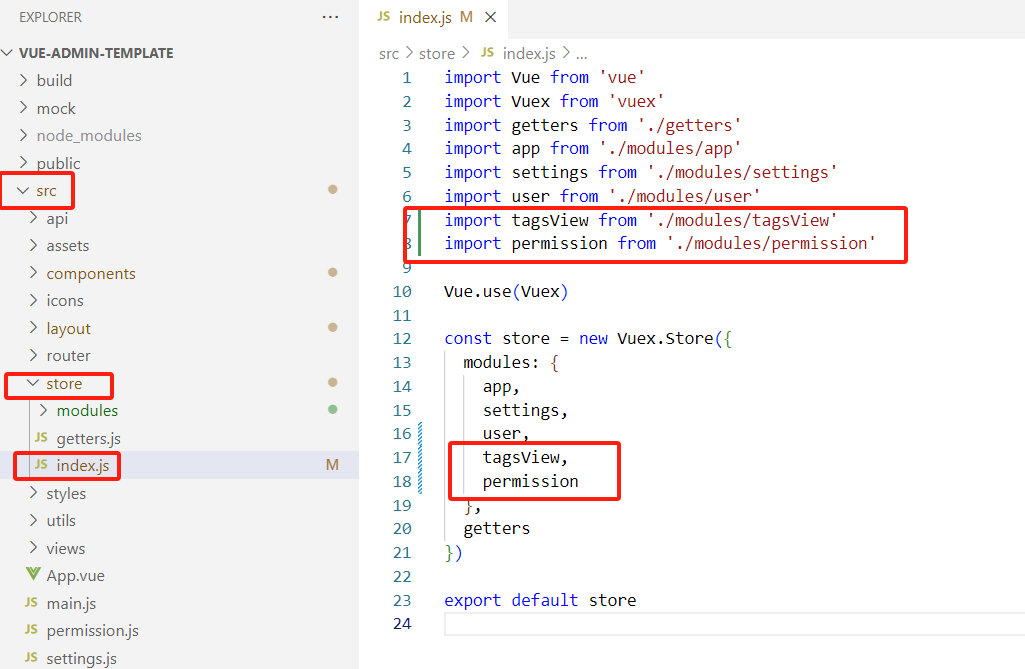 EXPLORER
...
VUE-ADMIN-TEMPLATE
build
mock
node_modules
public
src
api
assets
components
icons
layout
router
store
modules
JS getters.js
JS index.js M
styles
utils
views
App.vue
JS main.js
JS permission.js
JS settings.js
JS index.js M ×
src > store > JS index.js > ...
1 import Vue from 'vue'
2 import Vuex from 'vuex'
3 import getters from './getters'
4 import app from './modules/app'
5 import settings from './modules/settings'
6 import user from './modules/user'
7 import tagsView from './modules/tagsView'
8 import permission from './modules/permission'
9
10 Vue.use(Vuex)
11
12 const store = new Vuex.Store({
13 modules: {
14 app,
15 settings,
16 user,
17 tagsView,
18 permission
19 },
20 getters
21 })
22
23 export default store
24